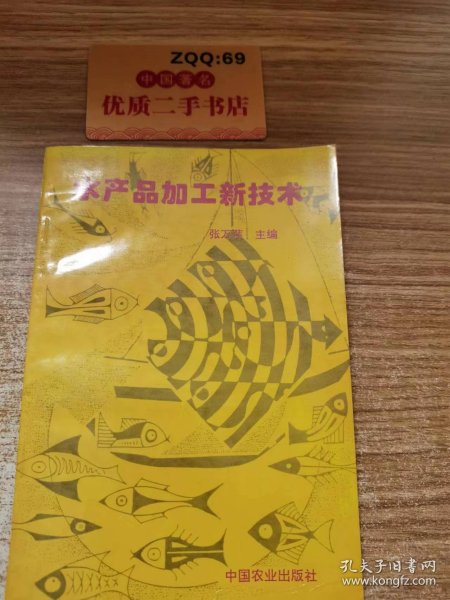 ZQQ:69
中国著名
优质二手书店
水产品加工新技术
张万萍 主编
中国农业出版社
孔夫子旧书网
www.kongfz.com